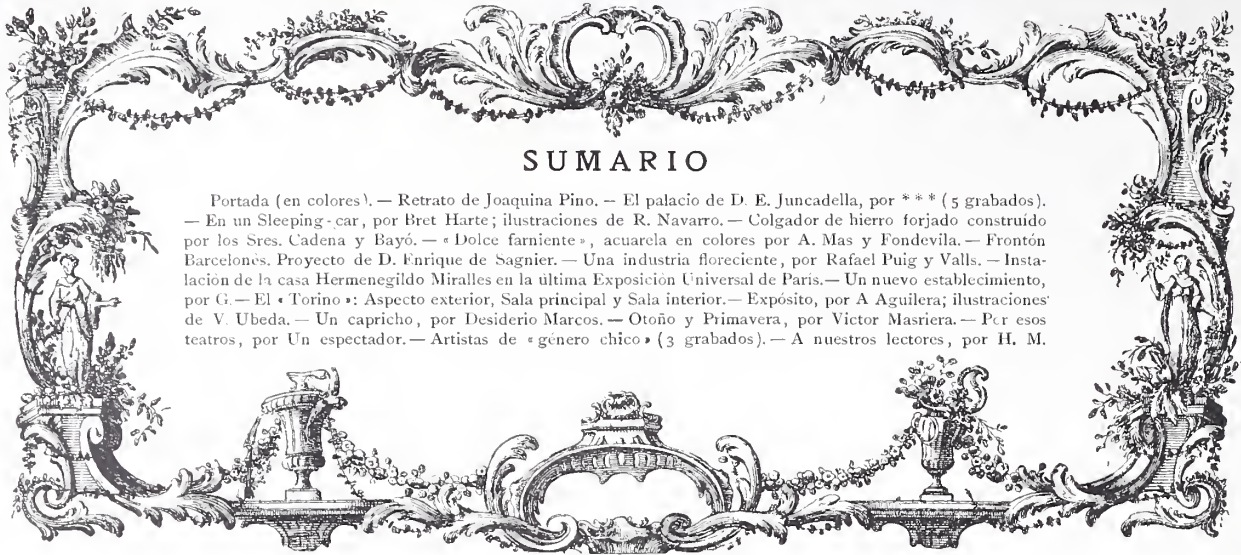 SUMARIO
Portada (en colores). — Retrato de Joaquina Pino. — El palacio de D. E. Juncadella, por * * * (5 grabados).
— En un Sleeping-car, por Bret Harte; ilustraciones de R. Navarro. — Colgador de hierro forjado construído
por los Sres. Cadena y Bayó. — « Dolce farniente », acuarela en colores por A. Mas y Fondevila. — Frontón
Barcelonés. Proyecto de D. Enrique de Sagnier. — Una industria floreciente, por Rafael Puig y Valls. — Insta-
lación de la casa Hermenegildo Miralles en la última Exposición Universal de París. — Un nuevo establecimiento,
por G. — El « Torino »: Aspecto exterior, Sala principal y Sala interior. — Expósito, por A Aguilera; ilustraciones
de V. Ubeda. — Un capricho, por Desiderio Marcos. — Otoño y Primavera, por Victor Masriera. — Per esos
teatros, por Un espectador. — Artistas de « género chico » (3 grabados). — A nuestros lectores, por H. M.